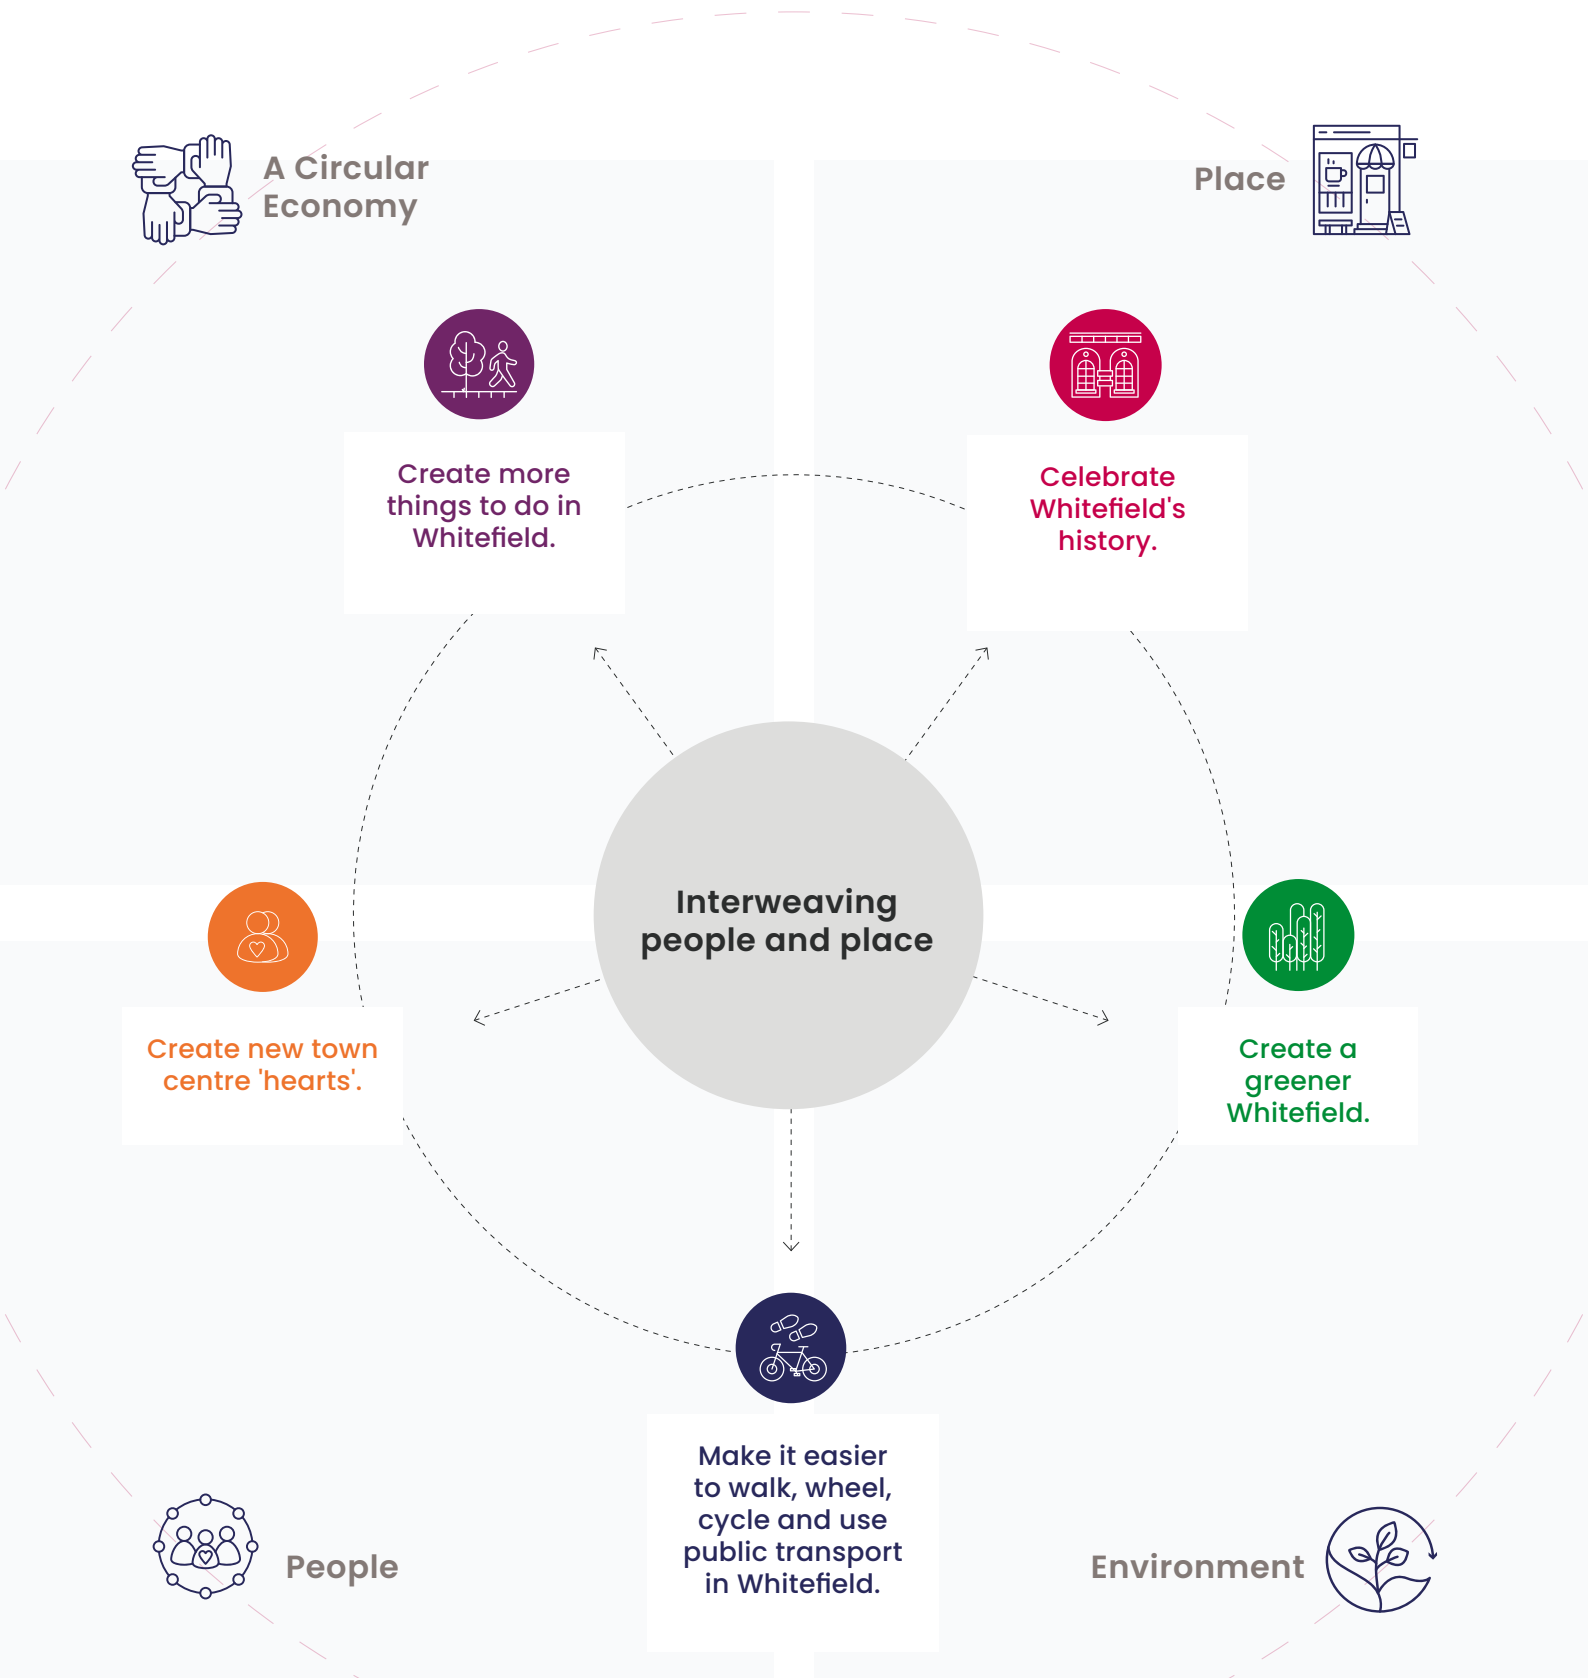 A Circular
Economy
Place
Create more
things to do in
Whitefield.
Celebrate
Whitefield's
history.
Interweaving
people and place
Create new town
centre 'hearts'.
Create a
greener
Whitefield.
Make it easier
to walk, wheel,
cycle and use
public transport
in Whitefield.
People
Environment